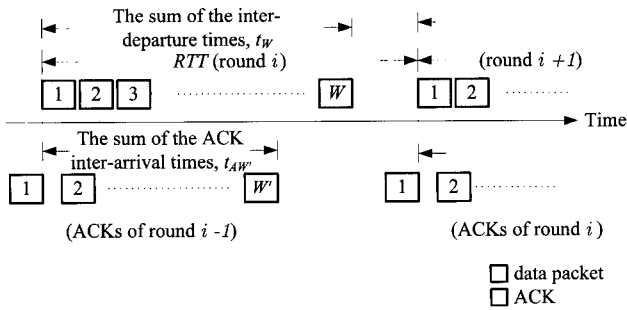 The sum of the inter-
departure times, tW
RTT (round i)
(round i +1)
1 2 3 W 1 2
Time
The sum of the ACK
inter-arrival times, tAW'
1 2 W' 1 2
(ACKs of round i -1)
(ACKs of round i )
data packet
ACK